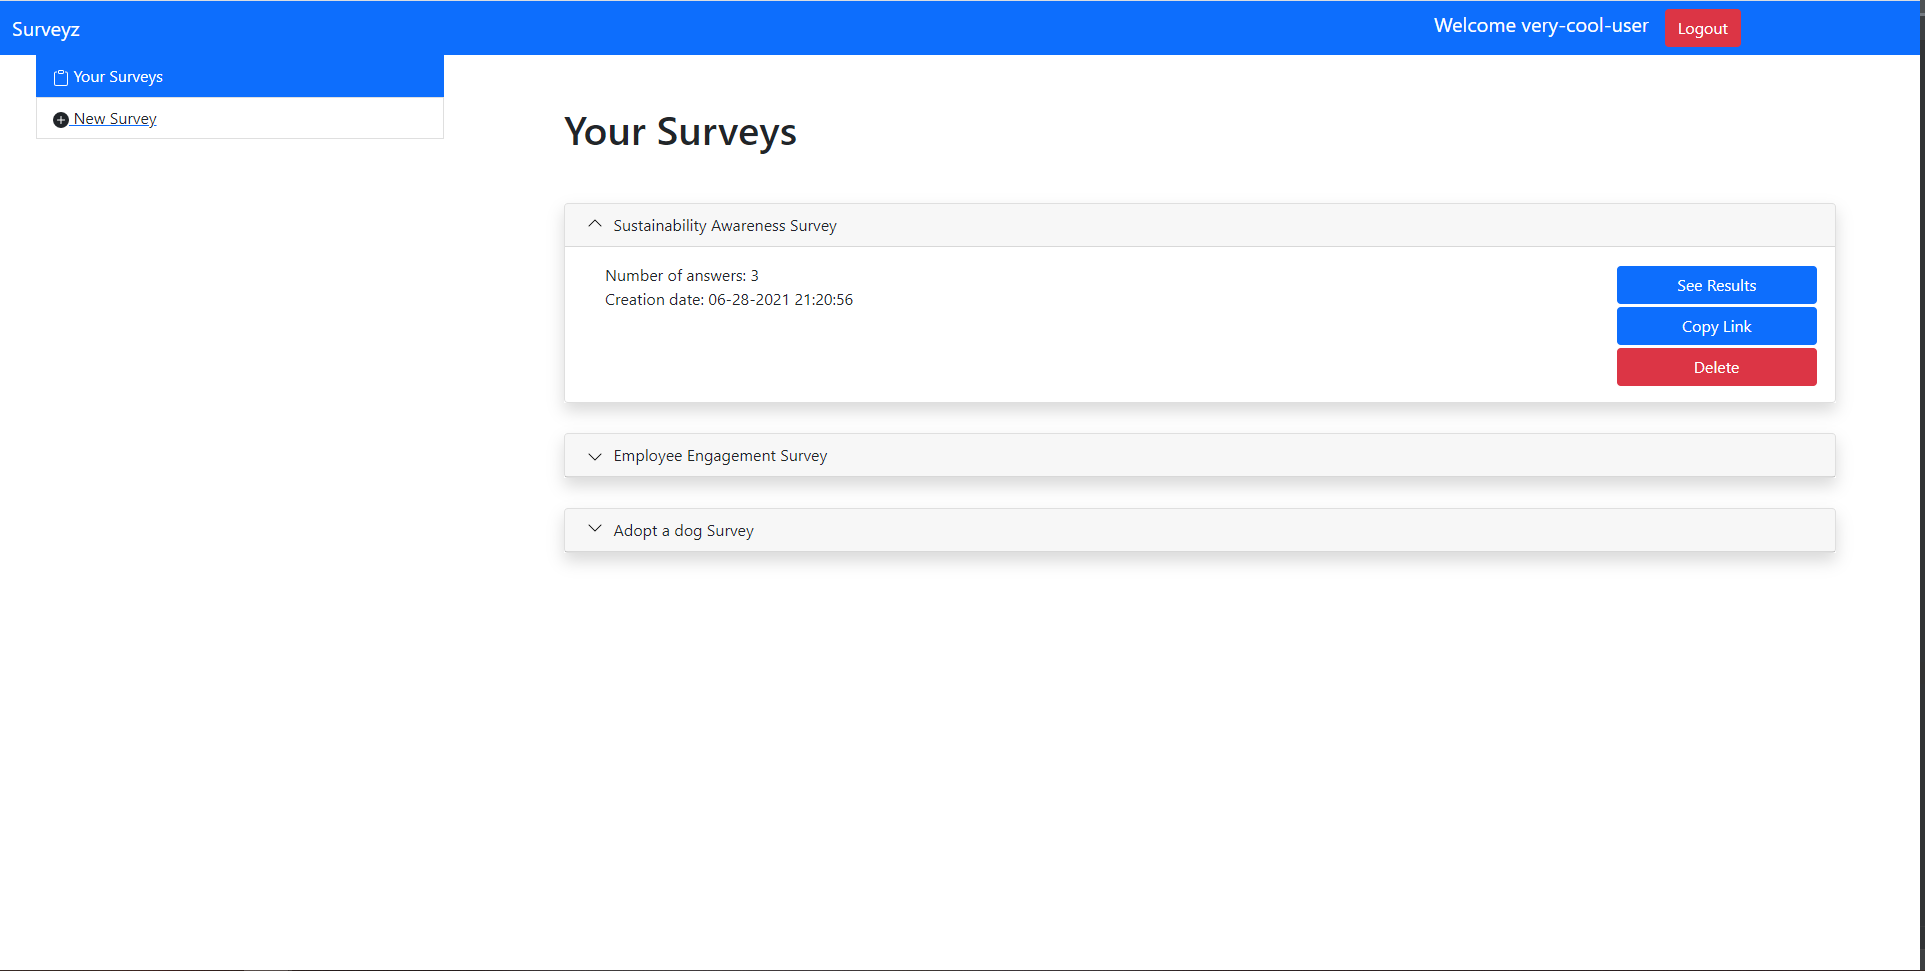 Surveyz
Welcome very-cool-user
Logout
Your Surveys
New Survey
Your Surveys
Sustainability Awareness Survey
Number of answers: 3
Creation date: 06-28-2021 21:20:56
See Results
Copy Link
Delete
Employee Engagement Survey
Adopt a dog Survey